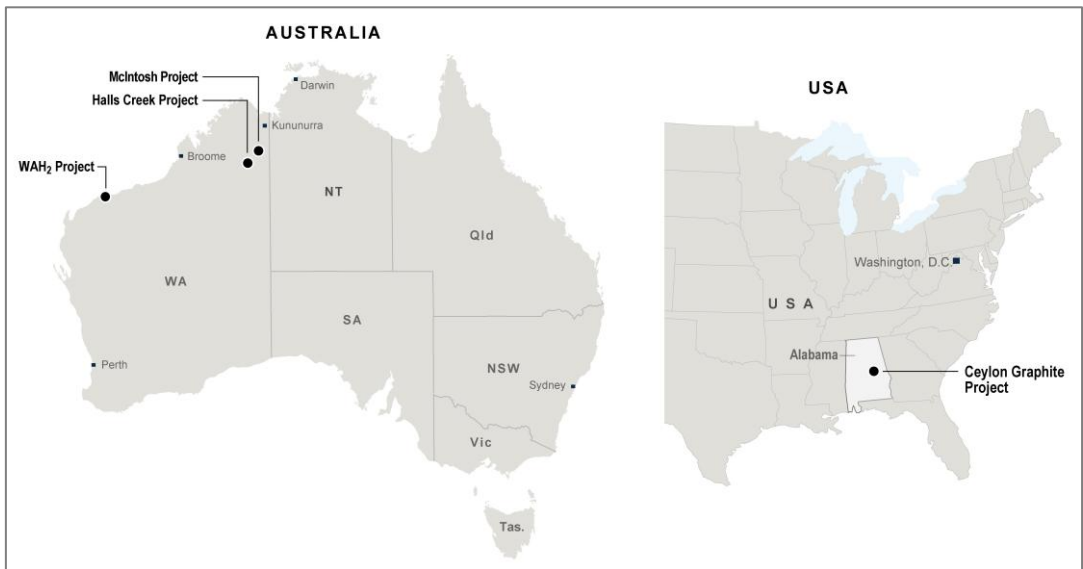 AUSTRALIA
McIntosh Project
Darwin
Halls Creek Project
Kununurra
Broome
WAH₂ Project
NT
Qld
WA
SA
NSW
Perth
Sydney
Vic
Tas.
USA
Washington, D.C.
USA
Alabama
Ceylon Graphite
Project